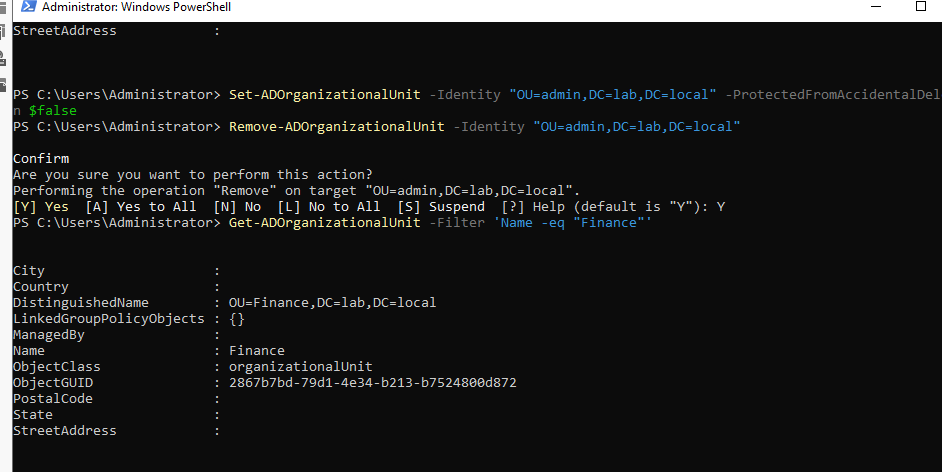 Administrator: Windows PowerShell
StreetAddress :
PS C:\Users\Administrator> Set-ADOrganizationalUnit -Identity "OU=admin,DC=lab,DC=local" -ProtectedFromAccidentalDel
n $false
PS C:\Users\Administrator> Remove-ADOrganizationalUnit -Identity "OU=admin,DC=lab,DC=local"
Confirm
Are you sure you want to perform this action?
Performing the operation "Remove" on target "OU=admin,DC=lab,DC=local".
[Y] Yes [A] Yes to All [N] No [L] No to All [S] Suspend [?] Help (default is "Y"): Y
PS C:\Users\Administrator> Get-ADOrganizationalUnit -Filter 'Name -eq "Finance"'
City :
Country :
DistinguishedName : OU=Finance,DC=lab,DC=local
LinkedGroupPolicyObjects : {}
ManagedBy :
Name : Finance
ObjectClass : organizationalUnit
ObjectGUID : 2867b7bd-79d1-4e34-b213-b7524800d872
PostalCode :
State :
StreetAddress :